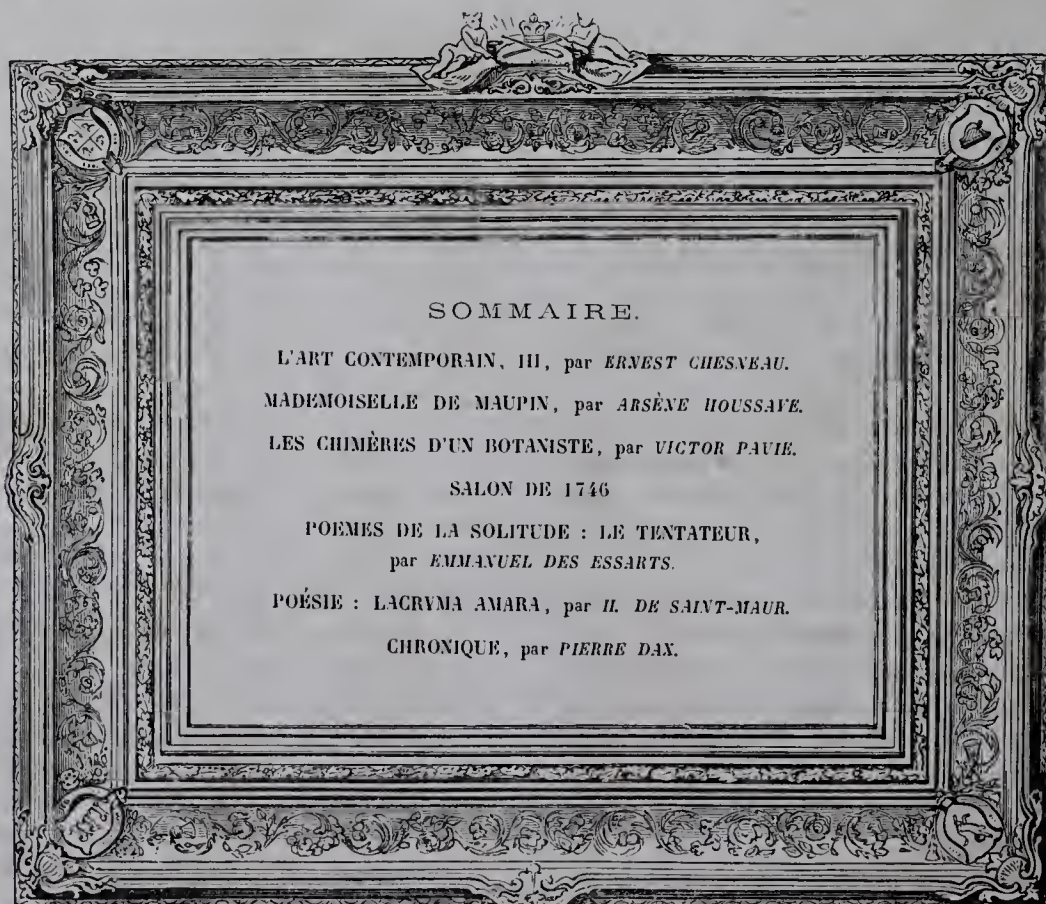 SOMMAIRE.
L'ART CONTEMPORAIN, III, par ERNEST CHESNEAU.
MADEMOISELLE DE MAUPIN, par ARSÈNE HOUSSAYE.
LES CHIMÈRES D'UN BOTANISTE, par VICTOR PAVIE.
SALON DE 1746
POEMES DE LA SOLITUDE : LE TENTATEUR,
par EMMANUEL DES ESSARTS.
POÉSIE : LACRYMA AMARA, par H. DE SAINT-MAUR.
CHRONIQUE, par PIERRE DAX.